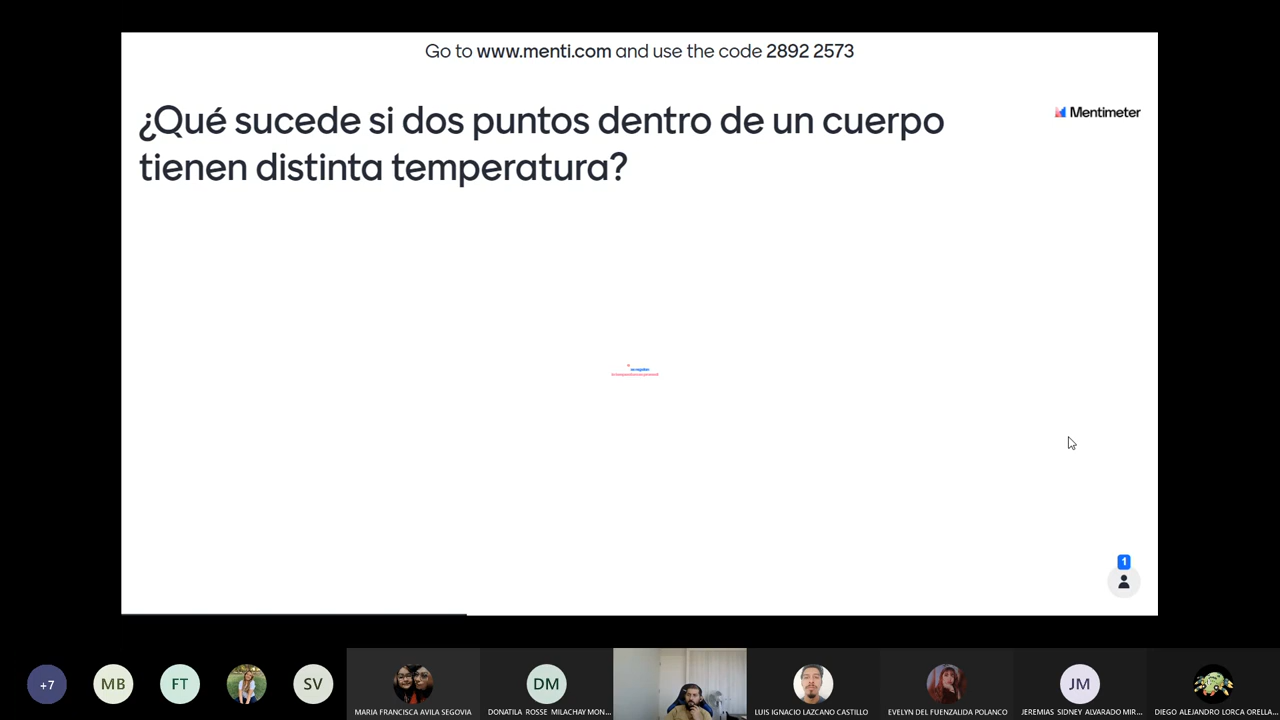 Go to www.menti.com and use the code 2892 2573
¿Qué sucede si dos puntos dentro de un cuerpo
tienen distinta temperatura?
Mentimeter
se regulan
1
+7
MB
FT
SV
DM
JM
MARIA FRANCISCA AVILA SEGOVIA
DONATILA ROSSE MILACHAY MON...
LUIS IGNACIO LAZCANO CASTILLO
EVELYN DEL FUENZALIDA POLANCO
JEREMIAS SIDNEY ALVARADO MIR...
DIEGO ALEJANDRO LORCA ORELLA...